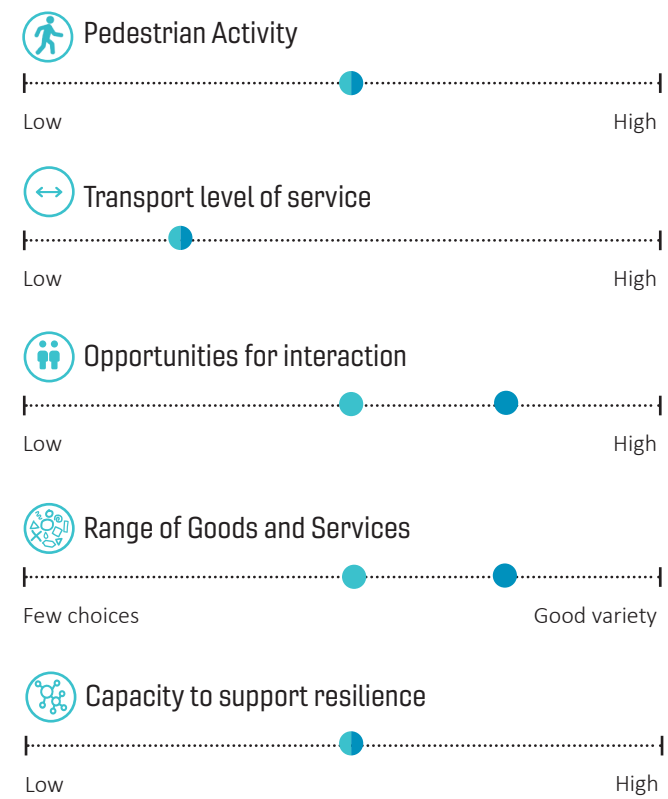 Pedestrian Activity
Low High
Transport level of service
Low High
Opportunities for interaction
Low High
Range of Goods and Services
Few choices Good variety
Capacity to support resilience
Low High